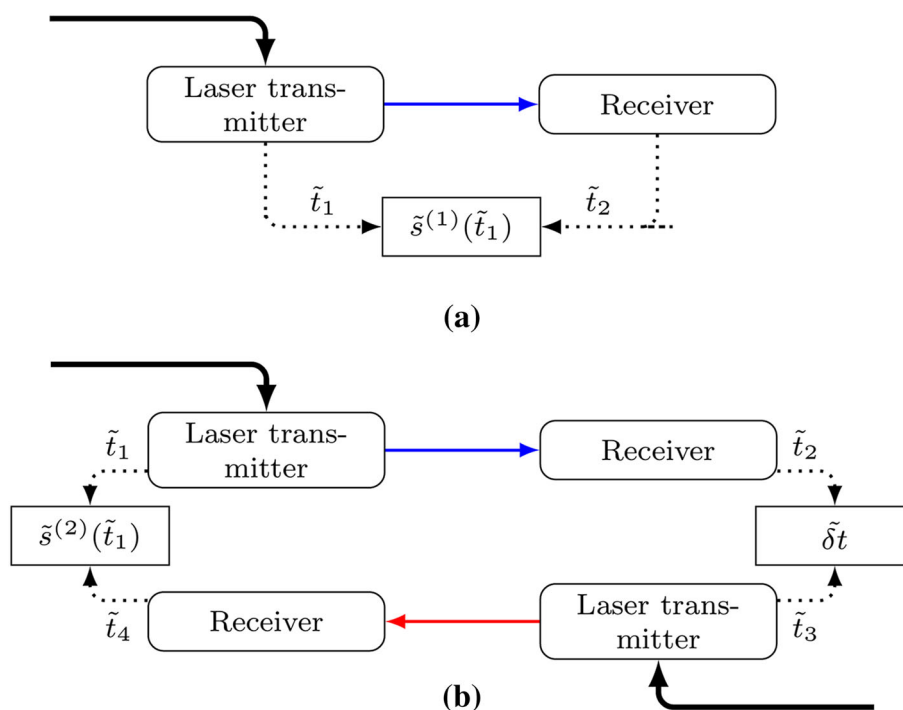 Laser trans-
mitter
Receiver
t̃₁
s̃⁽¹⁾(t̃₁)
t̃₂
(a)
Laser trans-
mitter
Receiver
t̃₁
t̃₂
s̃⁽²⁾(t̃₁)
δ̃t
t̃₄
Receiver
Laser trans-
mitter
t̃₃
(b)